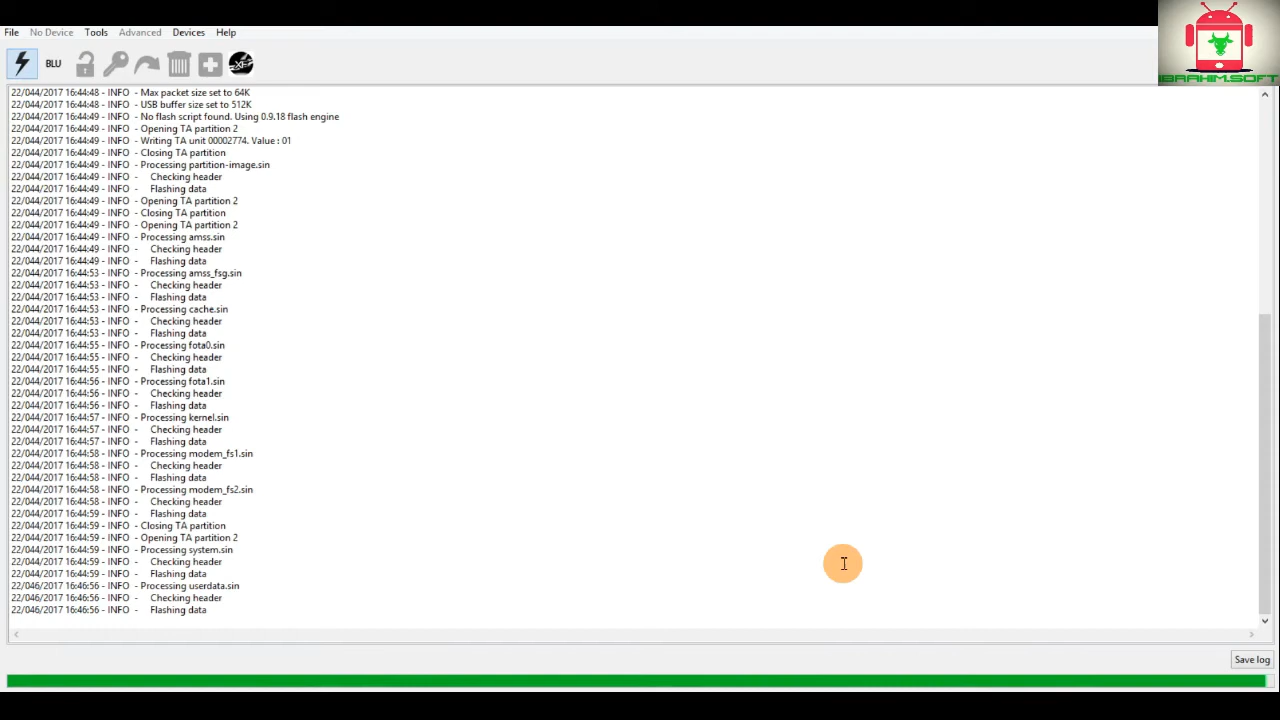 File No Device Tools Advanced Devices Help
BLU
IBRAHIM.SOFT
22/044/2017 16:44:48 - INFO - Max packet size set to 64K
22/044/2017 16:44:48 - INFO - USB buffer size set to 512K
22/044/2017 16:44:49 - INFO - No flash script found. Using 0.9.18 flash engine
22/044/2017 16:44:49 - INFO - Opening TA partition 2
22/044/2017 16:44:49 - INFO - Writing TA unit 00002774. Value : 01
22/044/2017 16:44:49 - INFO - Closing TA partition
22/044/2017 16:44:49 - INFO - Processing partition-image.sin
22/044/2017 16:44:49 - INFO - Checking header
22/044/2017 16:44:49 - INFO - Flashing data
22/044/2017 16:44:49 - INFO - Opening TA partition 2
22/044/2017 16:44:49 - INFO - Closing TA partition
22/044/2017 16:44:49 - INFO - Opening TA partition 2
22/044/2017 16:44:49 - INFO - Processing amss.sin
22/044/2017 16:44:49 - INFO - Checking header
22/044/2017 16:44:49 - INFO - Flashing data
22/044/2017 16:44:53 - INFO - Processing amss_fsg.sin
22/044/2017 16:44:53 - INFO - Checking header
22/044/2017 16:44:53 - INFO - Flashing data
22/044/2017 16:44:53 - INFO - Processing cache.sin
22/044/2017 16:44:53 - INFO - Checking header
22/044/2017 16:44:53 - INFO - Flashing data
22/044/2017 16:44:55 - INFO - Processing fota0.sin
22/044/2017 16:44:55 - INFO - Checking header
22/044/2017 16:44:55 - INFO - Flashing data
22/044/2017 16:44:56 - INFO - Processing fota1.sin
22/044/2017 16:44:56 - INFO - Checking header
22/044/2017 16:44:56 - INFO - Flashing data
22/044/2017 16:44:57 - INFO - Processing kernel.sin
22/044/2017 16:44:57 - INFO - Checking header
22/044/2017 16:44:57 - INFO - Flashing data
22/044/2017 16:44:58 - INFO - Processing modem_fs1.sin
22/044/2017 16:44:58 - INFO - Checking header
22/044/2017 16:44:58 - INFO - Flashing data
22/044/2017 16:44:58 - INFO - Processing modem_fs2.sin
22/044/2017 16:44:58 - INFO - Checking header
22/044/2017 16:44:59 - INFO - Flashing data
22/044/2017 16:44:59 - INFO - Closing TA partition
22/044/2017 16:44:59 - INFO - Opening TA partition 2
22/044/2017 16:44:59 - INFO - Processing system.sin
22/044/2017 16:44:59 - INFO - Checking header
22/044/2017 16:44:59 - INFO - Flashing data
22/046/2017 16:46:56 - INFO - Processing userdata.sin
22/046/2017 16:46:56 - INFO - Checking header
22/046/2017 16:46:56 - INFO - Flashing data
Save log